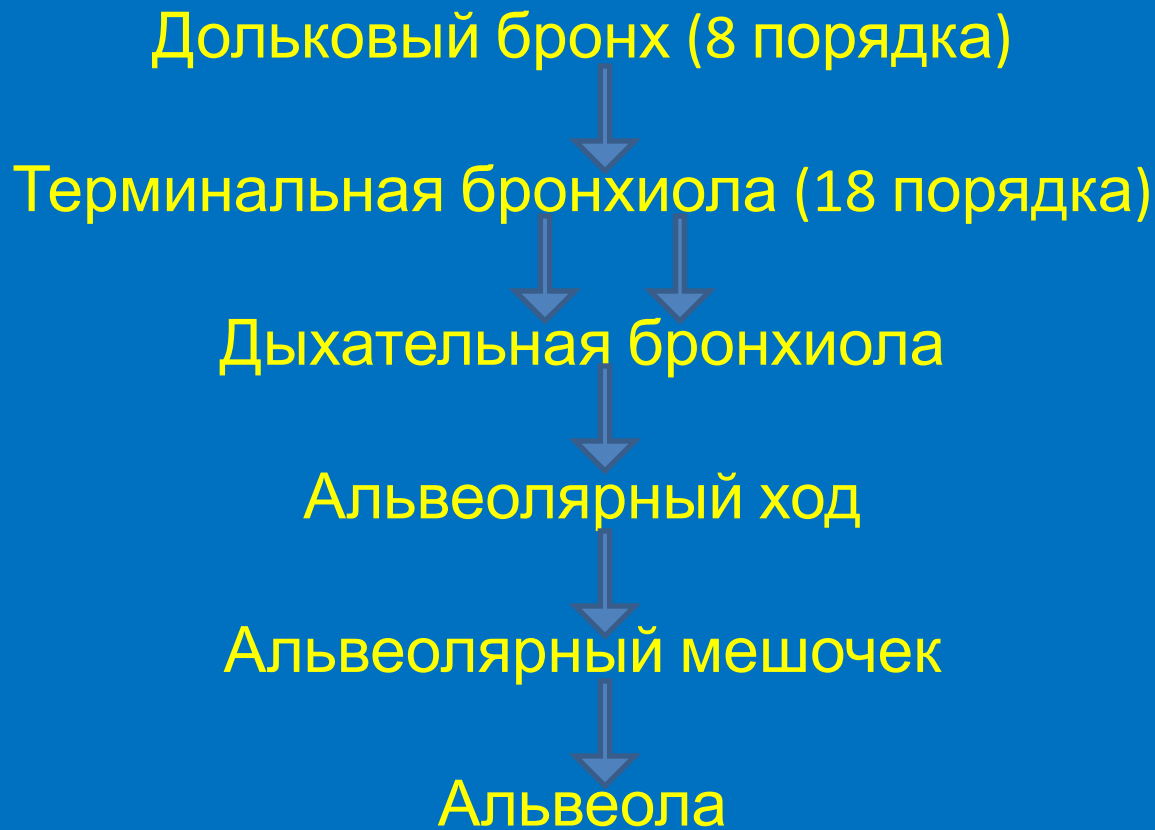 Дольковый бронх (8 порядка)
Терминальная бронхиола (18 порядка)
Дыхательная бронхиола
Альвеолярный ход
Альвеолярный мешочек
Альвеола